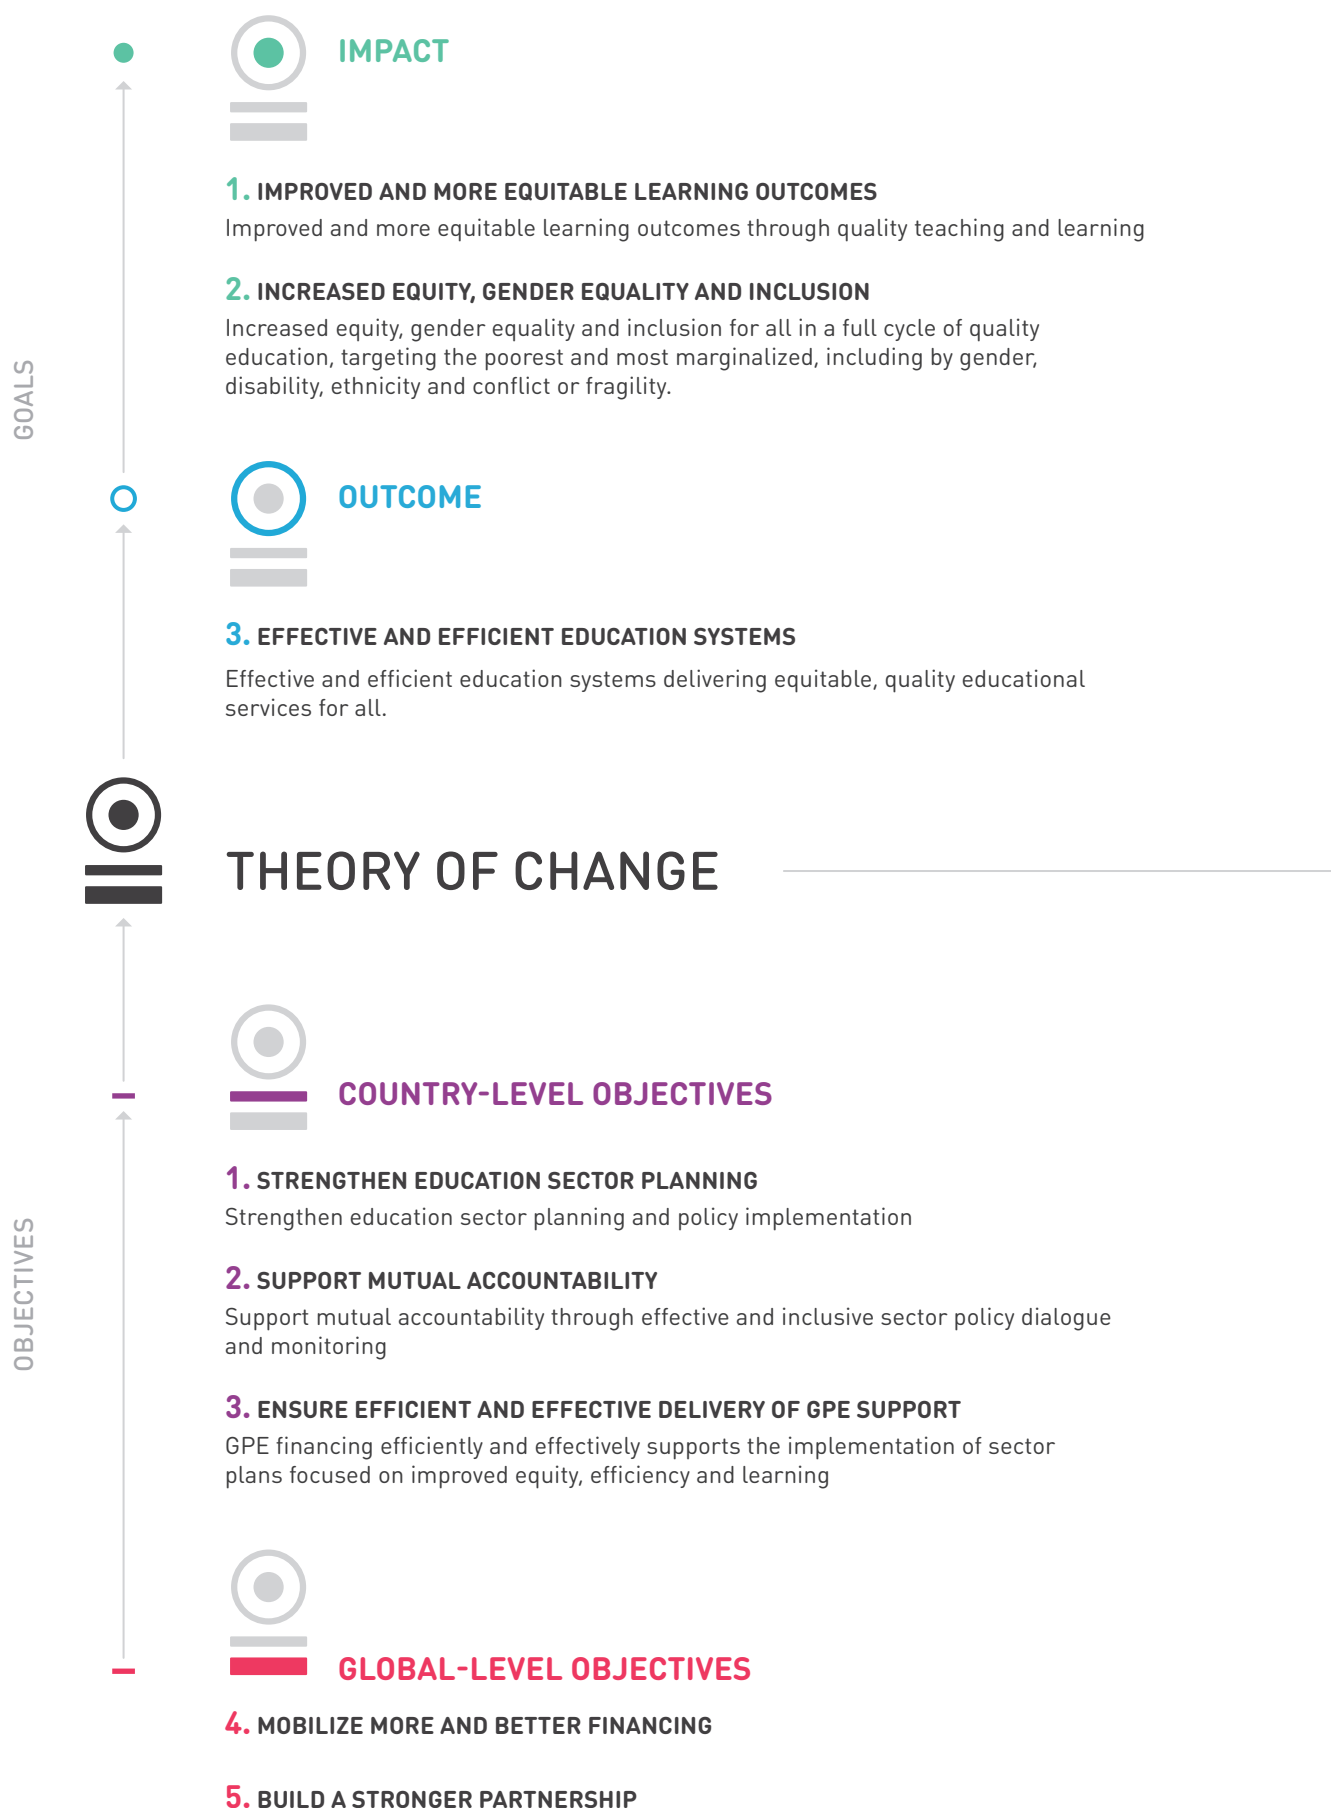 IMPACT
1. IMPROVED AND MORE EQUITABLE LEARNING OUTCOMES
Improved and more equitable learning outcomes through quality teaching and learning
2. INCREASED EQUITY, GENDER EQUALITY AND INCLUSION
Increased equity, gender equality and inclusion for all in a full cycle of quality
education, targeting the poorest and most marginalized, including by gender,
disability, ethnicity and conflict or fragility.
GOALS
OUTCOME
3. EFFECTIVE AND EFFICIENT EDUCATION SYSTEMS
Effective and efficient education systems delivering equitable, quality educational
services for all.
THEORY OF CHANGE
COUNTRY-LEVEL OBJECTIVES
1. STRENGTHEN EDUCATION SECTOR PLANNING
Strengthen education sector planning and policy implementation
2. SUPPORT MUTUAL ACCOUNTABILITY
Support mutual accountability through effective and inclusive sector policy dialogue
and monitoring
OBJECTIVES
3. ENSURE EFFICIENT AND EFFECTIVE DELIVERY OF GPE SUPPORT
GPE financing efficiently and effectively supports the implementation of sector
plans focused on improved equity, efficiency and learning
GLOBAL-LEVEL OBJECTIVES
4. MOBILIZE MORE AND BETTER FINANCING
5. BUILD A STRONGER PARTNERSHIP